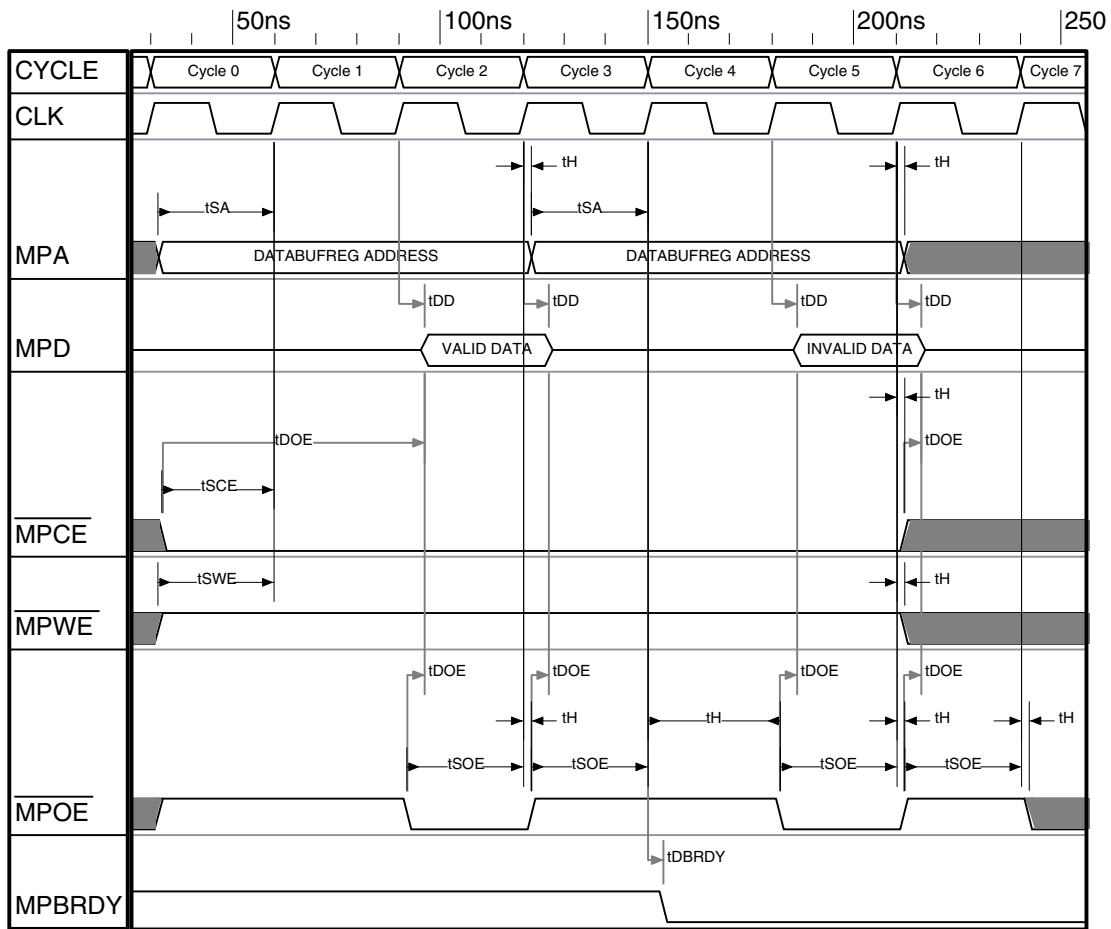 50ns 100ns 150ns 200ns 250
CYCLE Cycle 0 Cycle 1 Cycle 2 Cycle 3 Cycle 4 Cycle 5 Cycle 6 Cycle 7
CLK
tH tH
tSA tSA
MPA DATABUFREG ADDRESS DATABUFREG ADDRESS
tDD tDD tDD tDD
MPD VALID DATA INVALID DATA
tH
tDOE tDOE
tSCE
MPCE
tSWE tH
MPWE
tDOE tDOE tDOE tDOE
tH tH tH tH
tSOE tSOE tSOE tSOE
MPOE
tDBRDY
MPBRDY